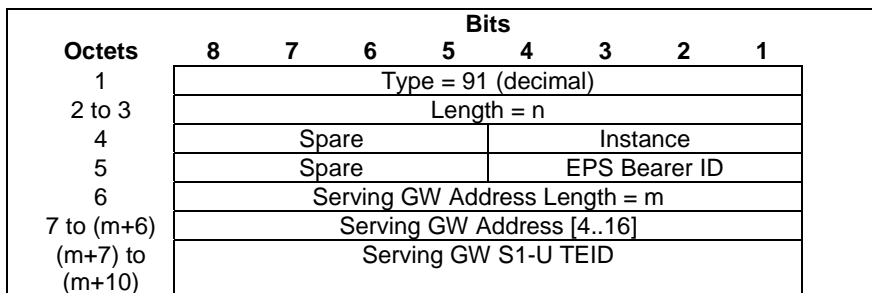 Bits
Octets 8 7 6 5 4 3 2 1
1 Type = 91 (decimal)
2 to 3 Length = n
4 Spare Instance
5 Spare EPS Bearer ID
6 Serving GW Address Length = m
7 to (m+6) Serving GW Address [4..16]
(m+7) to Serving GW S1-U TEID
(m+10)